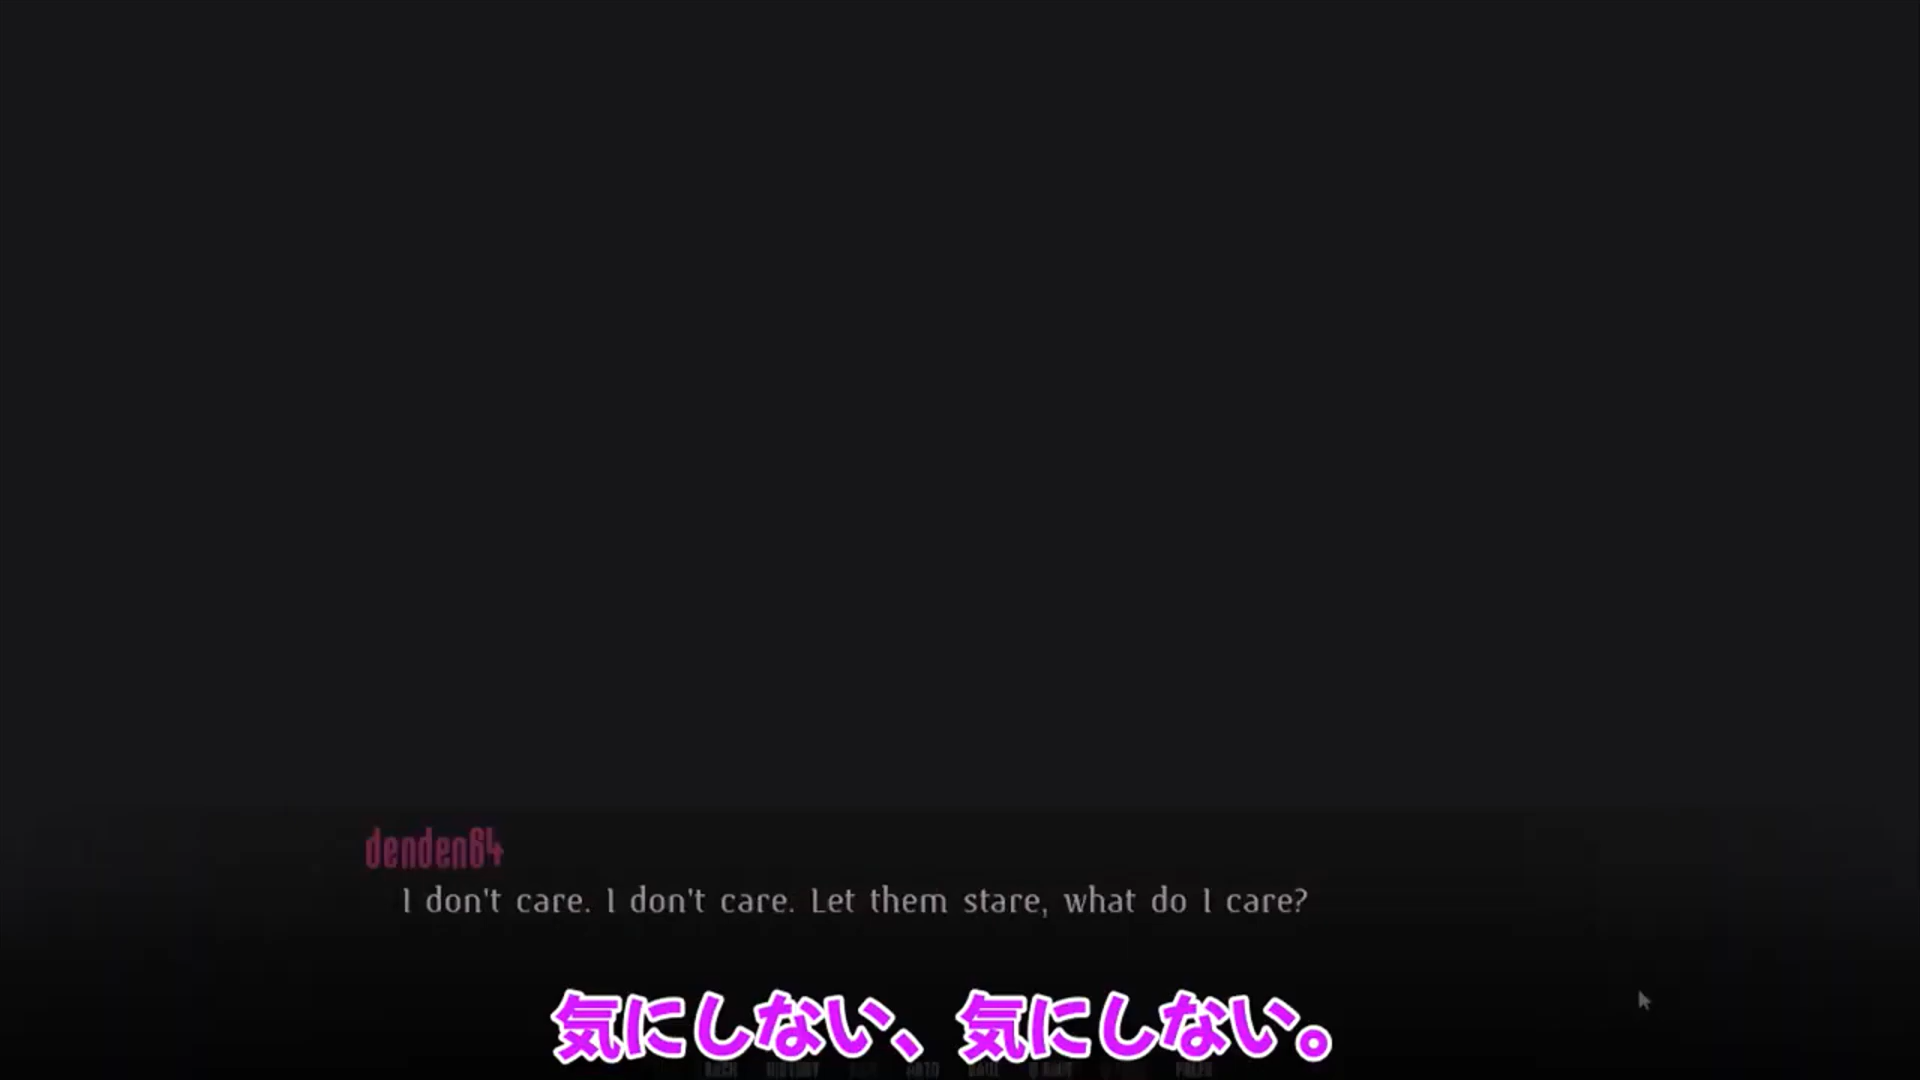 denden64
I don't care. I don't care. Let them stare, what do I care?
気にしない、気にしない。